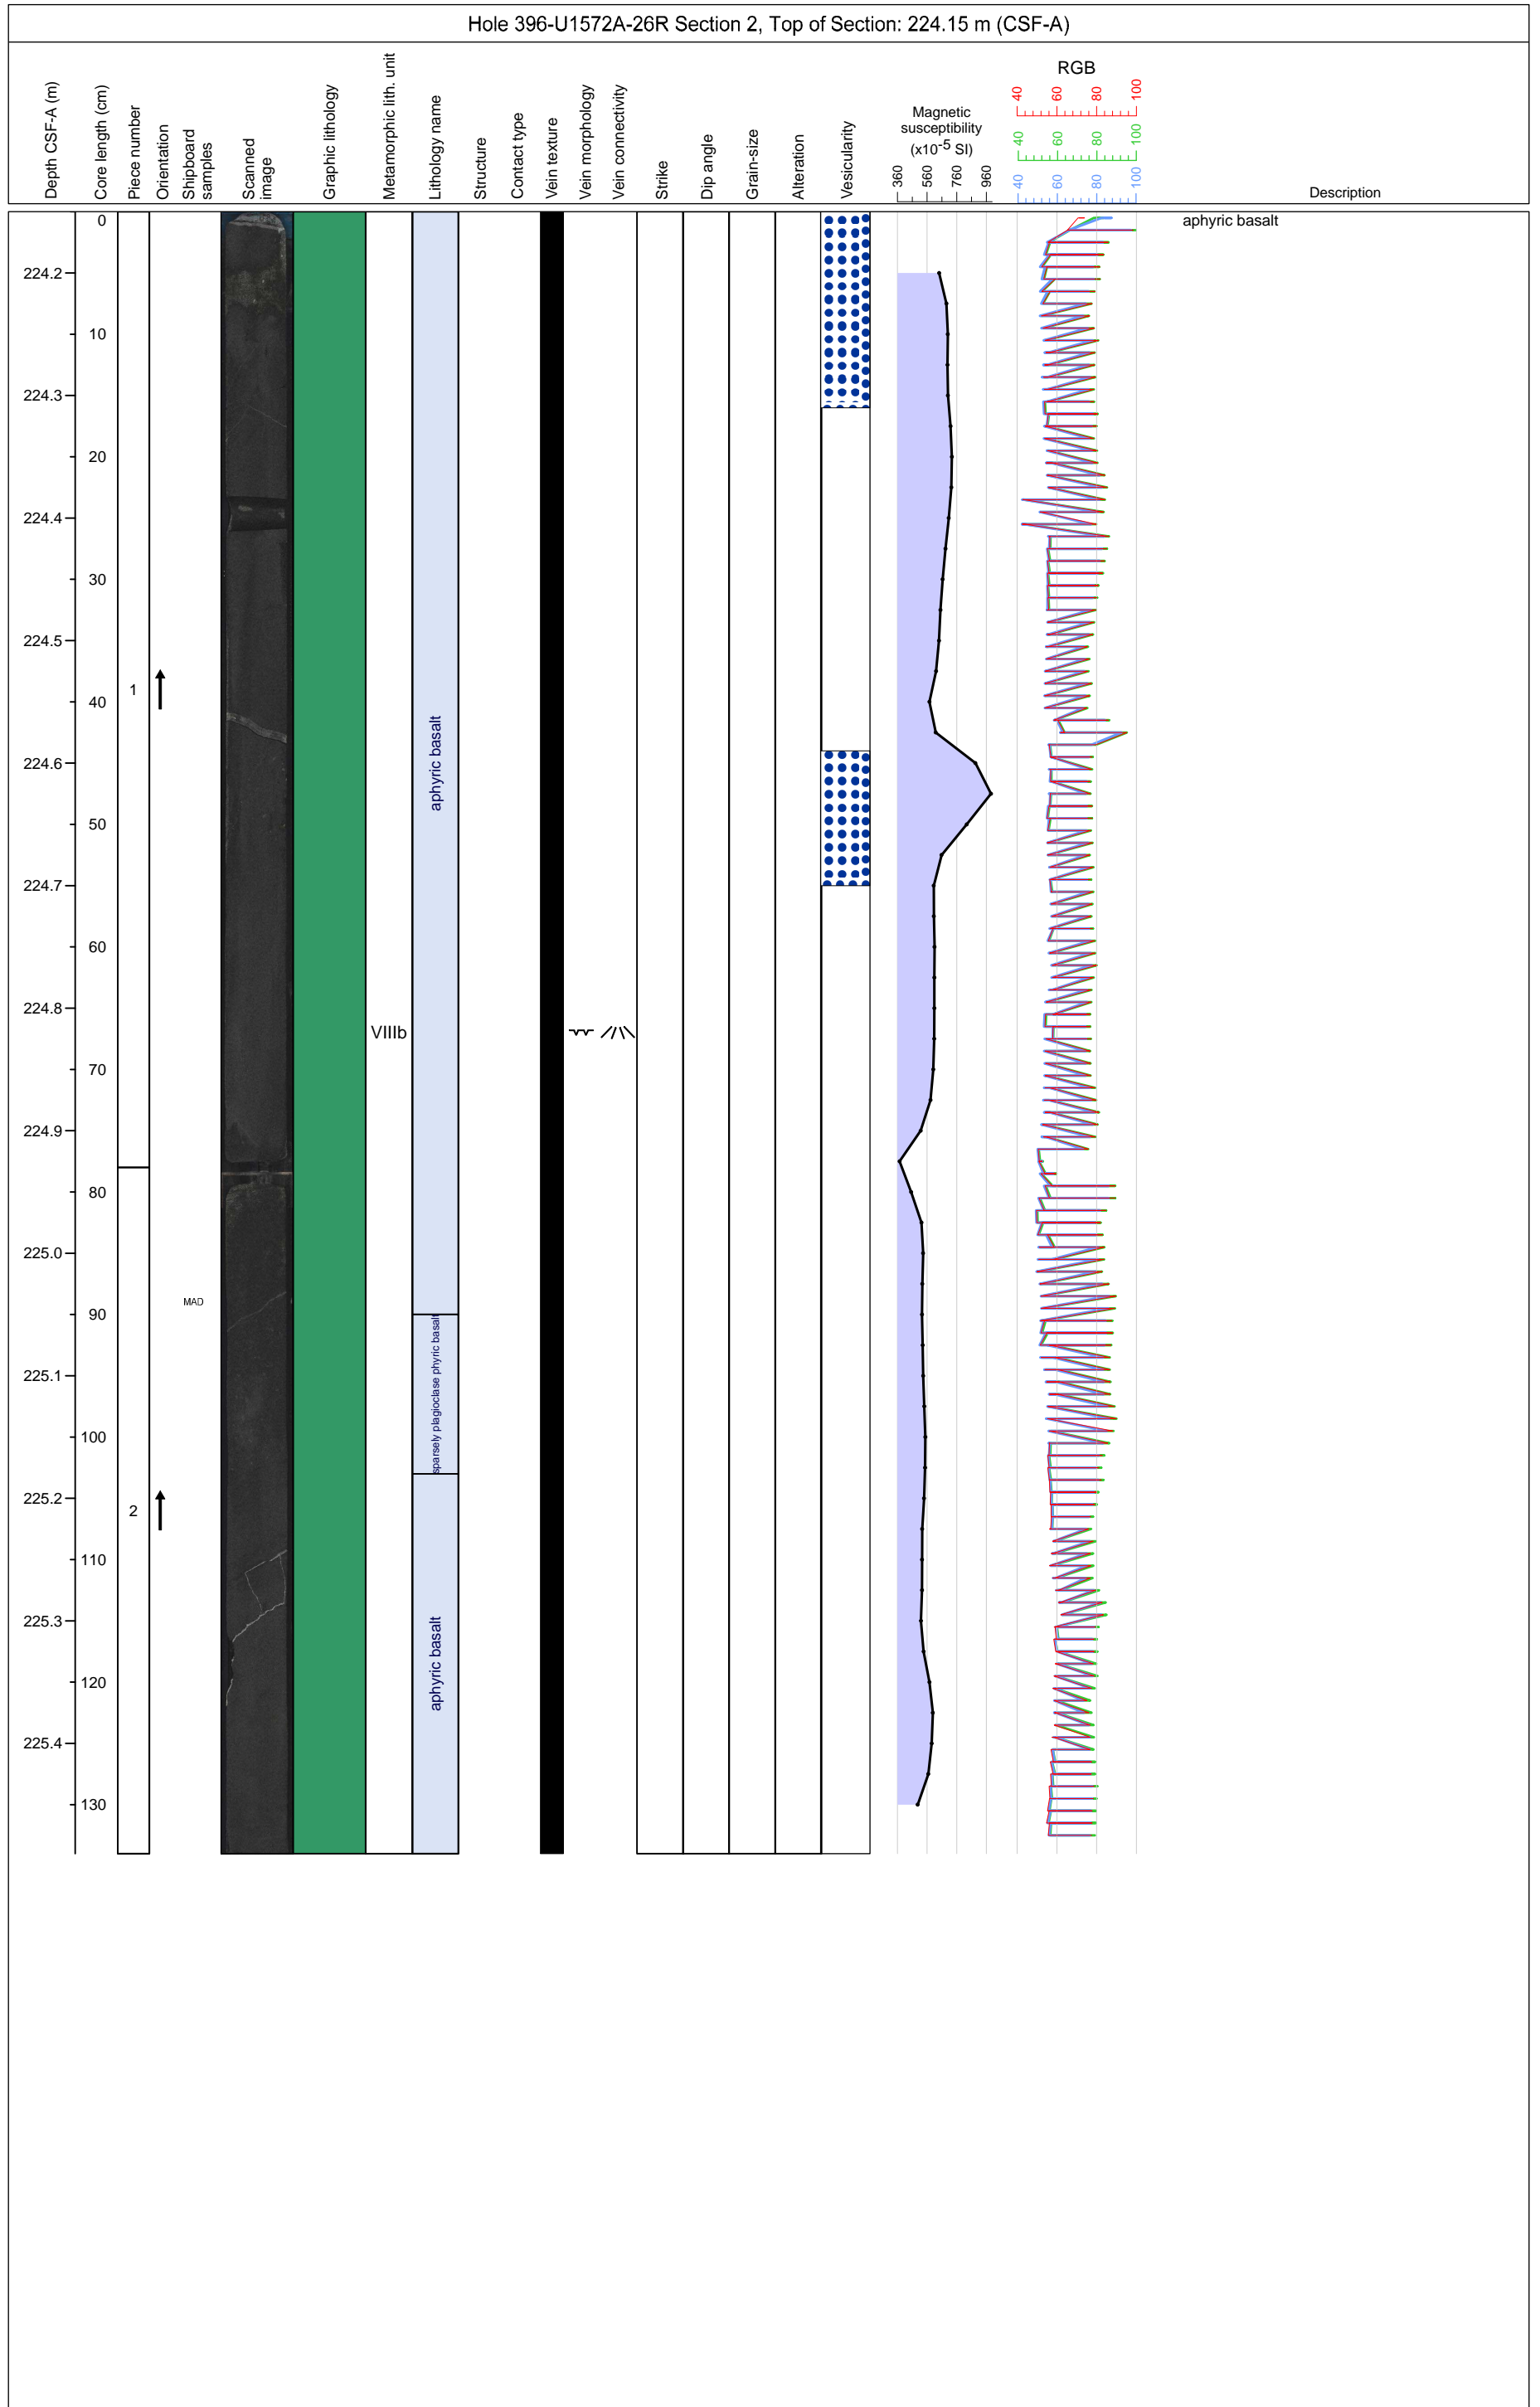 Hole 396-U1572A-26R Section 2, Top of Section: 224.15 m (CSF-A)
Depth CSF-A (m)
Core length (cm)
Piece number
Orientation
Shipboard
samples
Scanned
image
Graphic lithology
Metamorphic lith. unit
Lithology name
Structure
Contact type
Vein texture
Vein morphology
Vein connectivity
Strike
Dip angle
Grain-size
Alteration
Vesicularity
Magnetic
susceptibility
(x10-5 SI)
360 560 760 960
RGB
40 60 80 100
40 60 80 100
40 60 80 100
Description
0
aphyric basalt
224.2
10
224.3
20
224.4
30
224.5
1
40
aphyric basalt
224.6
50
224.7
60
224.8
VIIIb
70
224.9
80
225.0
MAD
90
sparsely plagioclase phyric basalt
225.1
100
225.2
2
110
225.3
aphyric basalt
120
225.4
130